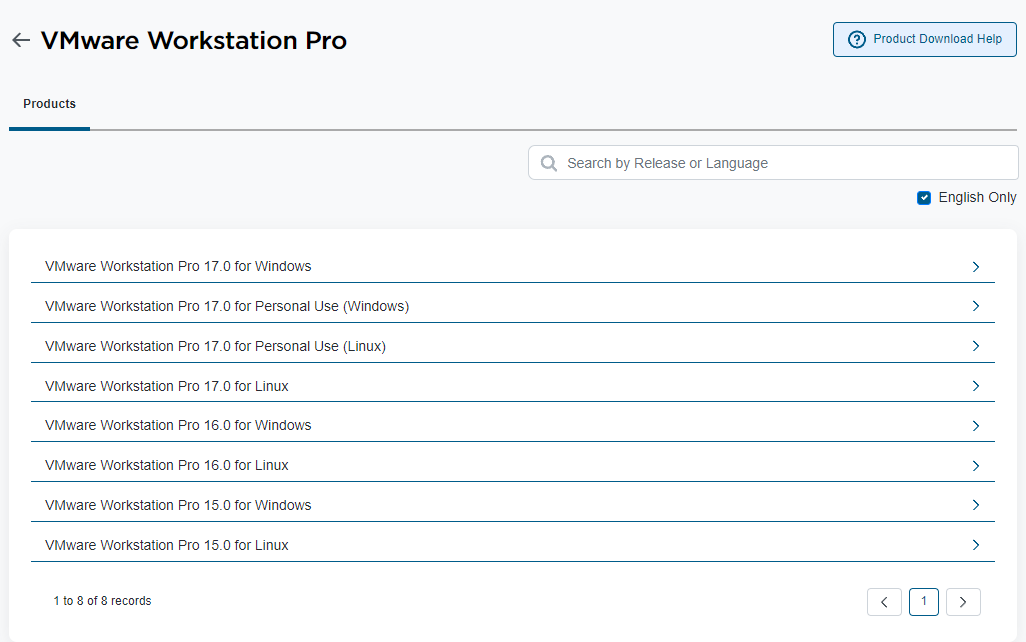 VMware Workstation Pro
Product Download Help
Products
Search by Release or Language
English Only
VMware Workstation Pro 17.0 for Windows
VMware Workstation Pro 17.0 for Personal Use (Windows)
VMware Workstation Pro 17.0 for Personal Use (Linux)
VMware Workstation Pro 17.0 for Linux
VMware Workstation Pro 16.0 for Windows
VMware Workstation Pro 16.0 for Linux
VMware Workstation Pro 15.0 for Windows
VMware Workstation Pro 15.0 for Linux
1 to 8 of 8 records
1